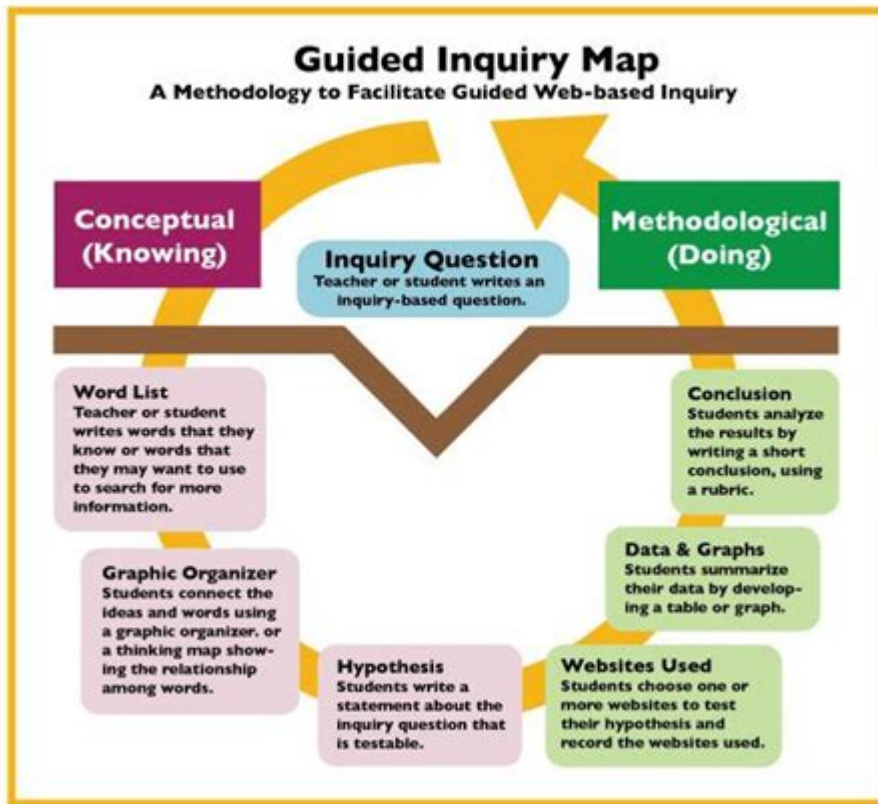 Guided Inquiry Map
A Methodology to Facilitate Guided Web-based Inquiry
Conceptual
(Knowing)
Methodological
(Doing)
Inquiry Question
Teacher or student writes an
inquiry-based question.
Word List
Teacher or student
writes words that they
know or words that
they may want to use
to search for more
information.
Graphic Organizer
Students connect the
ideas and words using
a graphic organizer. or
a thinking map show-
ing the relationship
among words.
Hypothesis
Students write a
statement about the
inquiry question that
is testable.
Websites Used
Students choose one or
more websites to test
their hypothesis and
record the websites used.
Data & Graphs
Students summarize
their data by develop-
ing a table or graph.
Conclusion
Students analyze
the results by
writing a short
conclusion, using
a rubric.